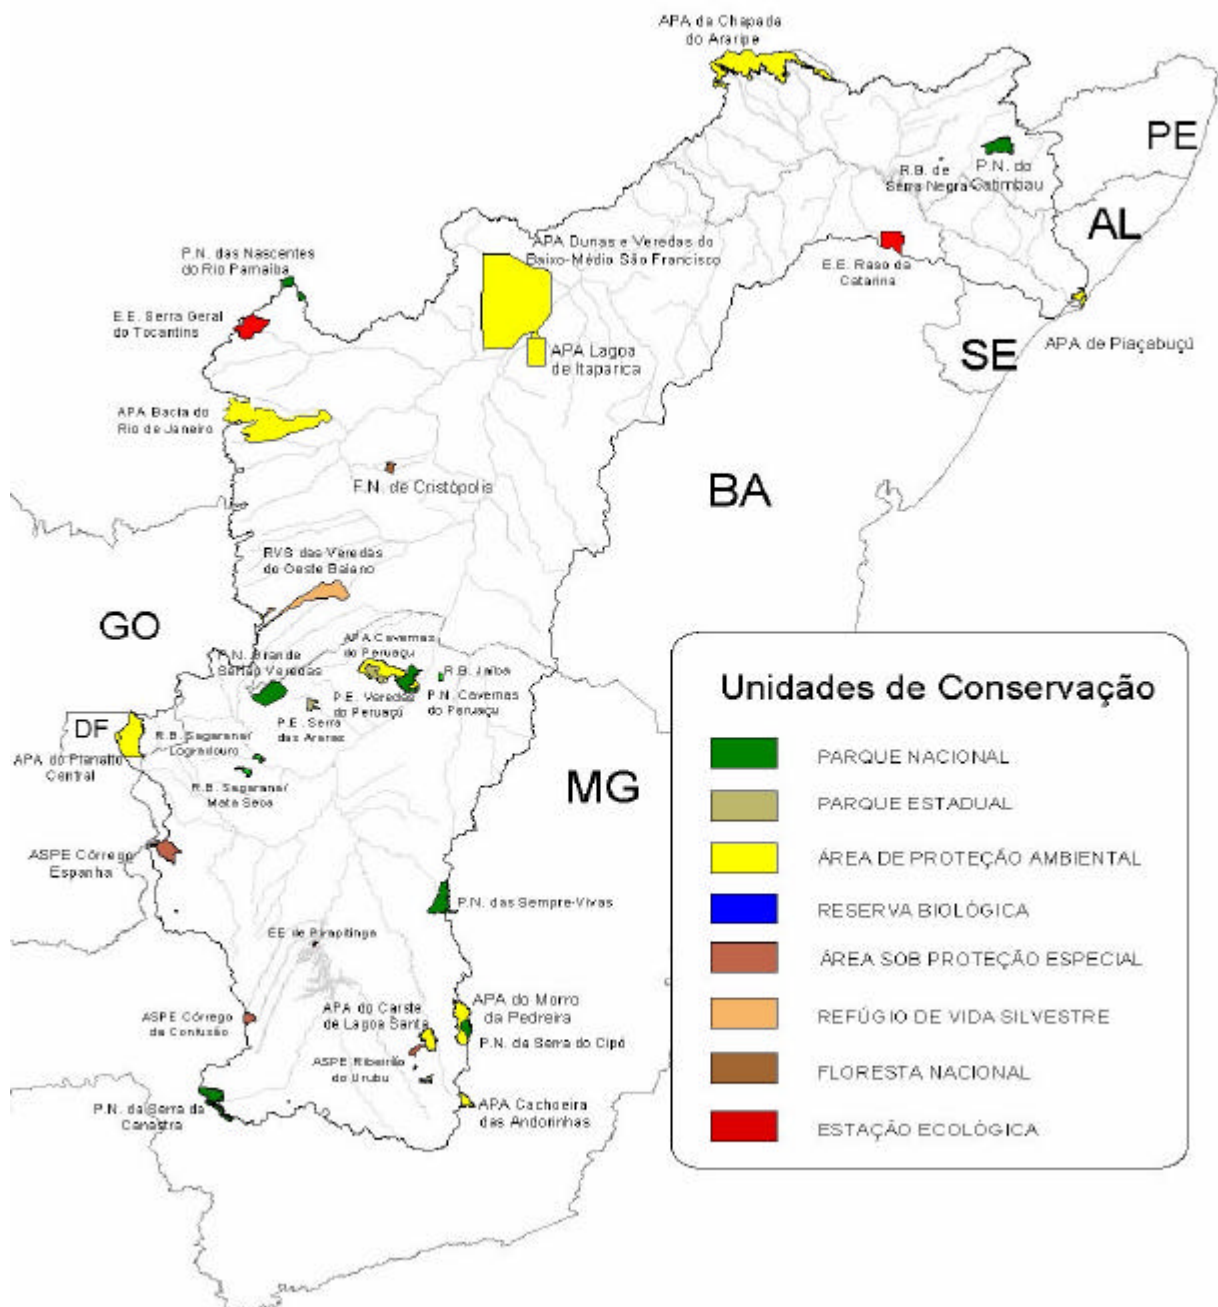 APA da Chapada
do Araripe
PE
R.B. de
Serra Negra
P.N. do
Catimbau
AL
P.N. das Nascentes
do Rio Parnaíba
APA Dunas e Veredas do
Baixo-Médio São Francisco
E.E. Raso da
Catarina
E.E. Serra Geral
do Tocantins
SE
APA de Piaçabuçú
APA Lagoa
de Itaparica
APA Bacia do
Rio de Janeiro
F.N. de Cristópolis
BA
RVS das Veredas
do Oeste Baiano
GO
APA Cavernas
do Peruaçu
P.N. Grande
Sertão Veredas
R.B. Jaíba
P.E. Veredas
do Peruaçú
P.N. Cavernas
do Peruaçu
P.E. Serra
das Araras
DF
R.B. Sagarana/
Logradouro
APA do Planalto
Central
R.B. Sagarana/
Mata Seca
MG
ASPE Córrego
Espanha
P.N. das Sempre-Vivas
EE de Pirapitinga
ASPE Córrego
da Confusão
APA do Carste
de Lagoa Santa
APA do Morro
da Pedreira
P.N. da Serra do Cipó
ASPE Ribeirão
do Urubu
P.N. da Serra da
Canastra
APA Cachoeira
das Andorinhas
Unidades de Conservação
PARQUE NACIONAL
PARQUE ESTADUAL
ÁREA DE PROTEÇÃO AMBIENTAL
RESERVA BIOLÓGICA
ÁREA SOB PROTEÇÃO ESPECIAL
REFÚGIO DE VIDA SILVESTRE
FLORESTA NACIONAL
ESTAÇÃO ECOLÓGICA